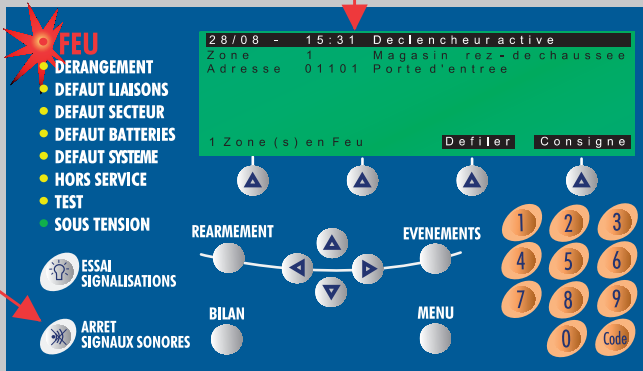 FEU
DERANGEMENT
DEFAUT LIAISONS
DEFAUT SECTEUR
DEFAUT BATTERIES
DEFAUT SYSTEME
HORS SERVICE
TEST
SOUS TENSION
28/08 - 15:31 Declencheur active
Zone 1 Magasin rez-de chaussee
Adresse 01101 Porte d'entree
1 Zone(s) en Feu Defiler Consigne
REARMEMENT
EVENEMENTS
ESSAI
SIGNALISATIONS
ARRET
SIGNAUX SONORES
BILAN
MENU
1 2 3
4 5 6
7 8 9
0 Code